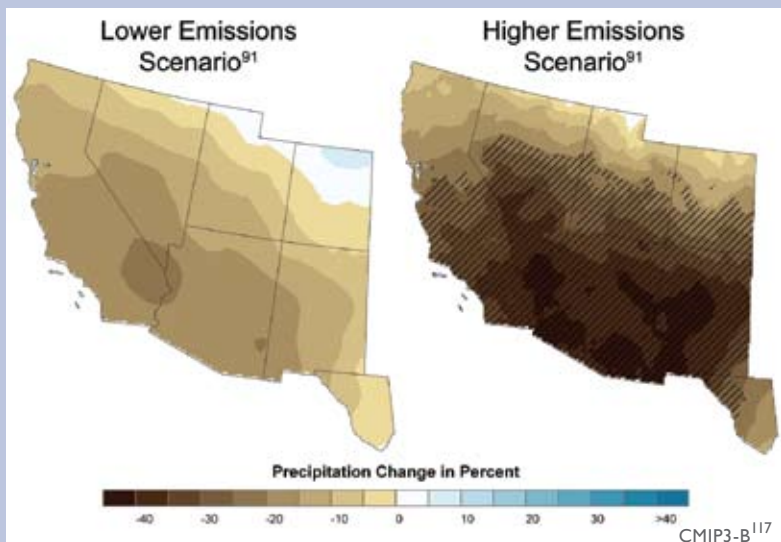 Lower Emissions
Scenario91
Higher Emissions
Scenario91
Precipitation Change in Percent
-40 -30 -20 -10 0 10 20 30 >40
CMIP3-B117